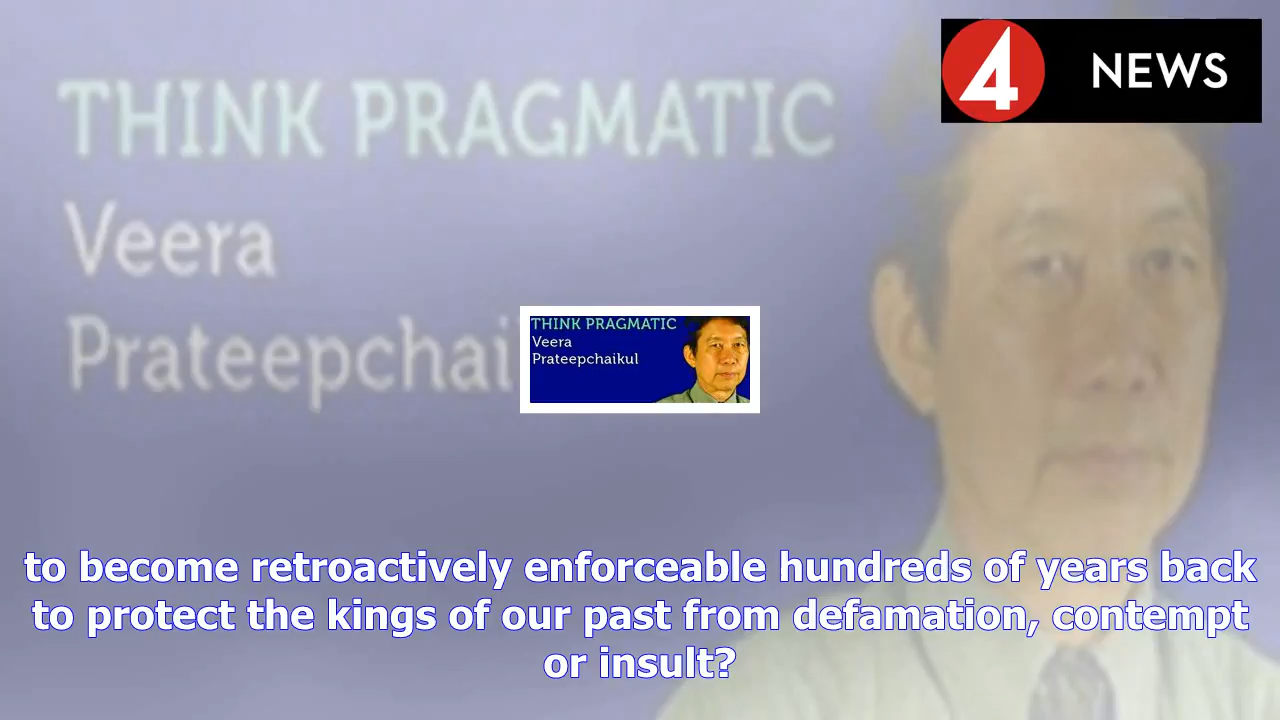 4 NEWS
THINK PRAGMATIC
Veera
Prateepchai
THINK PRAGMATIC
Veera
Prateepchaikul
to become retroactively enforceable hundreds of years back
to protect the kings of our past from defamation, contempt
or insult?